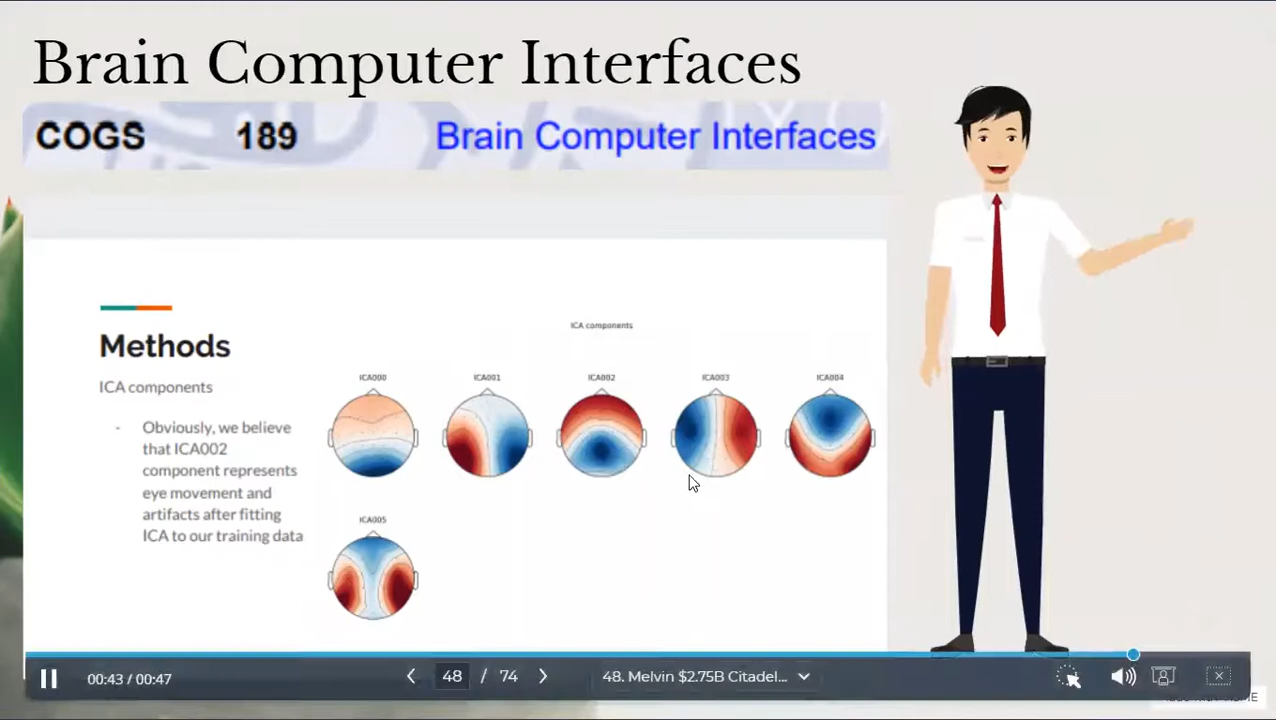 Brain Computer Interfaces
COGS 189 Brain Computer Interfaces
ICA components
Methods
ICA components
- Obviously, we believe
that ICA002
component represents
eye movement and
artifacts after fitting
ICA to our training data
ICA000 ICA001 ICA002 ICA003 ICA004
ICA005
00:43 / 00:47
48 / 74
48. Melvin $2.75B Citadel...